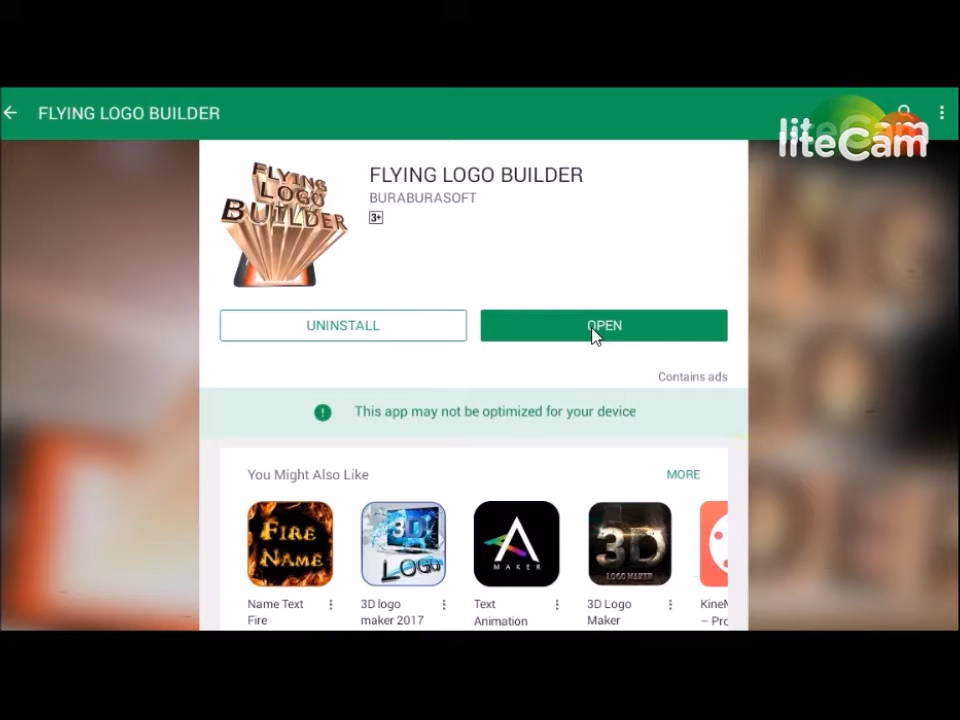 FLYING LOGO BUILDER
liteCam
FLYING
LOGO
BUILDER
FLYING LOGO BUILDER
BURABURASOFT
3+
UNINSTALL
OPEN
Contains ads
This app may not be optimized for your device
You Might Also Like
MORE
FIRE
NAME
3D
LOGO
MAKER
3D
LOGO MAKER
Name Text
Fire
3D logo
maker 2017
Text
Animation
3D Logo
Maker
KineM
– Pro